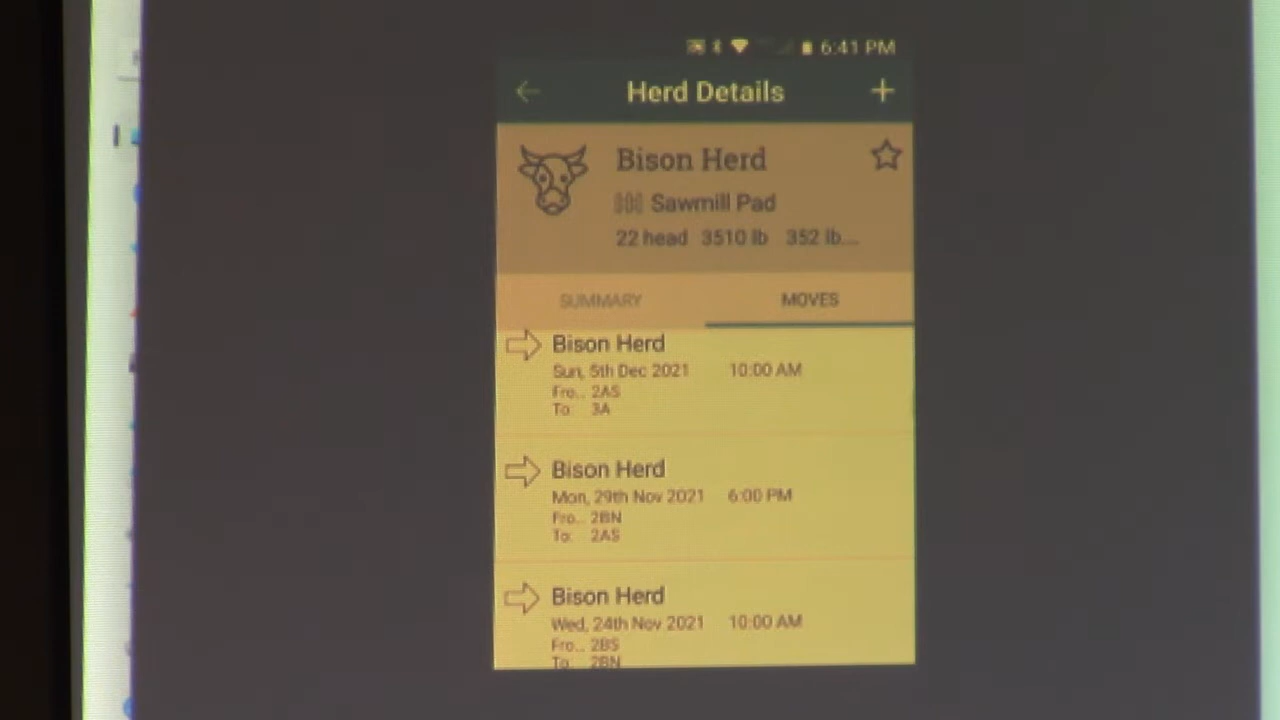 6:41 PM
Herd Details
Bison Herd
Sawmill Pad
22 head 3510 lb 352 lb...
SUMMARY MOVES
Bison Herd
Sun, 5th Dec 2021 10:00 AM
Fro... 2AS
To: 3A
Bison Herd
Mon, 29th Nov 2021 6:00 PM
Fro... 2BN
To: 2AS
Bison Herd
Wed, 24th Nov 2021 10:00 AM
Fro... 2BS
To: 2BN